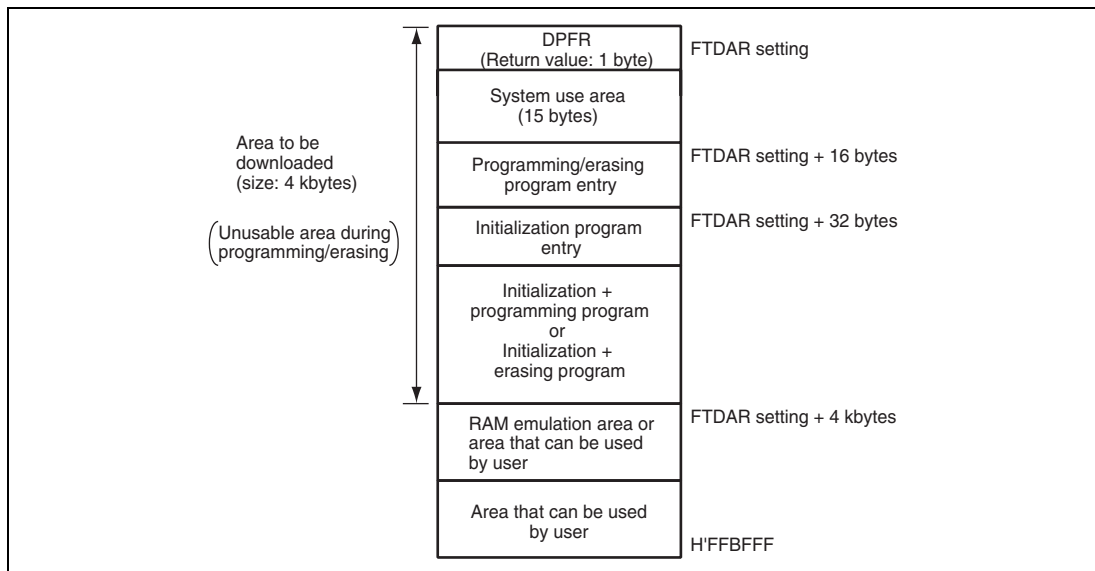 DPFR
(Return value: 1 byte)
FTDAR setting
System use area
(15 bytes)
Area to be
downloaded
(size: 4 kbytes)
(Unusable area during
programming/erasing)
FTDAR setting + 16 bytes
Programming/erasing
program entry
FTDAR setting + 32 bytes
Initialization program
entry
Initialization +
programming program
or
Initialization +
erasing program
FTDAR setting + 4 kbytes
RAM emulation area or
area that can be used
by user
Area that can be used
by user
H'FFBFFF